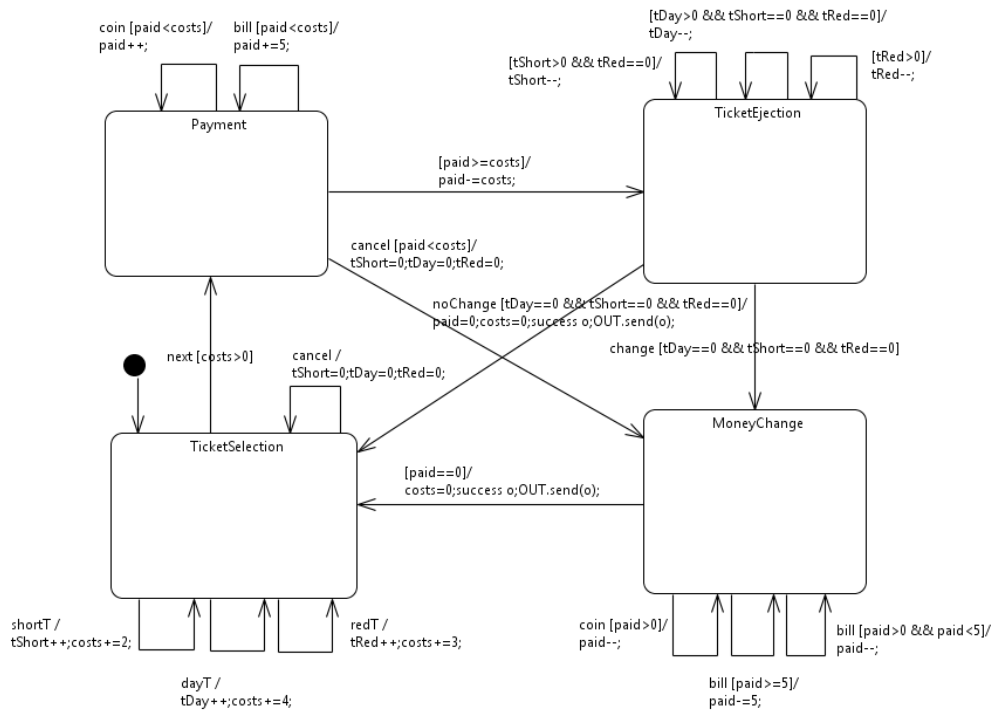 coin [paid<costs]/
paid++;
bill [paid<costs]/
paid+=5;
Payment
[tDay>0 && tShort==0 && tRed==0]/
tDay--;
[tShort>0 && tRed==0]/
tShort--;
[tRed>0]/
tRed--;
TicketEjection
[paid>=costs]/
paid-=costs;
cancel [paid<costs]/
tShort=0;tDay=0;tRed=0;
noChange [tDay==0 && tShort==0 && tRed==0]/
paid=0;costs=0;success o;OUT.send(o);
change [tDay==0 && tShort==0 && tRed==0]
next [costs>0]
cancel /
tShort=0;tDay=0;tRed=0;
TicketSelection
MoneyChange
[paid==0]/
costs=0;success o;OUT.send(o);
shortT /
tShort++;costs+=2;
dayT /
tDay++;costs+=4;
redT /
tRed++;costs+=3;
coin [paid>0]/
paid--;
bill [paid>=5]/
paid-=5;
bill [paid>0 && paid<5]/
paid--;